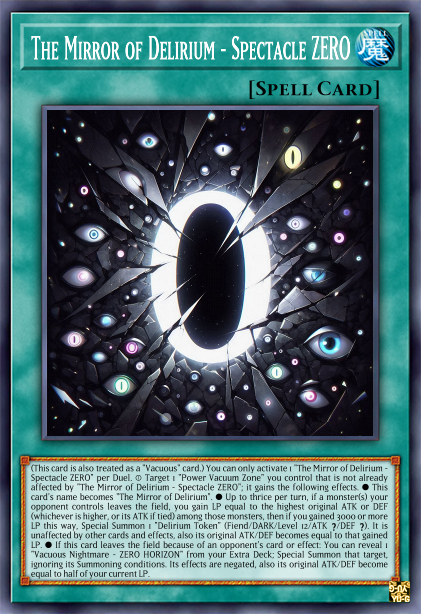 The Mirror of Delirium - Spectacle ZERO
SPELL
魔
[Spell Card]
(This card is also treated as a "Vacuous" card.) You can only activate 1 "The Mirror of Delirium -
Spectacle ZERO" per Duel. ① Target 1 "Power Vacuum Zone" you control that is not already
affected by "The Mirror of Delirium - Spectacle ZERO"; it gains the following effects. ● This
card's name becomes "The Mirror of Delirium". ● Up to thrice per turn, if a monster(s) your
opponent controls leaves the field, you gain LP equal to the highest original ATK or DEF
(whichever is higher, or its ATK if tied) among those monsters, then if you gained 3000 or more
LP this way, Special Summon 1 "Delirium Token" (Fiend/DARK/Level 12/ATK ?/DEF ?). It is
unaffected by other cards and effects, also its original ATK/DEF becomes equal to that gained
LP. ● If this card leaves the field because of an opponent's card or effect: You can reveal 1
"Vacuous Nightmare - ZERO HORIZON" from your Extra Deck; Special Summon that target,
ignoring its Summoning conditions. Its effects are negated, also its original ATK/DEF become
equal to half of your current LP.